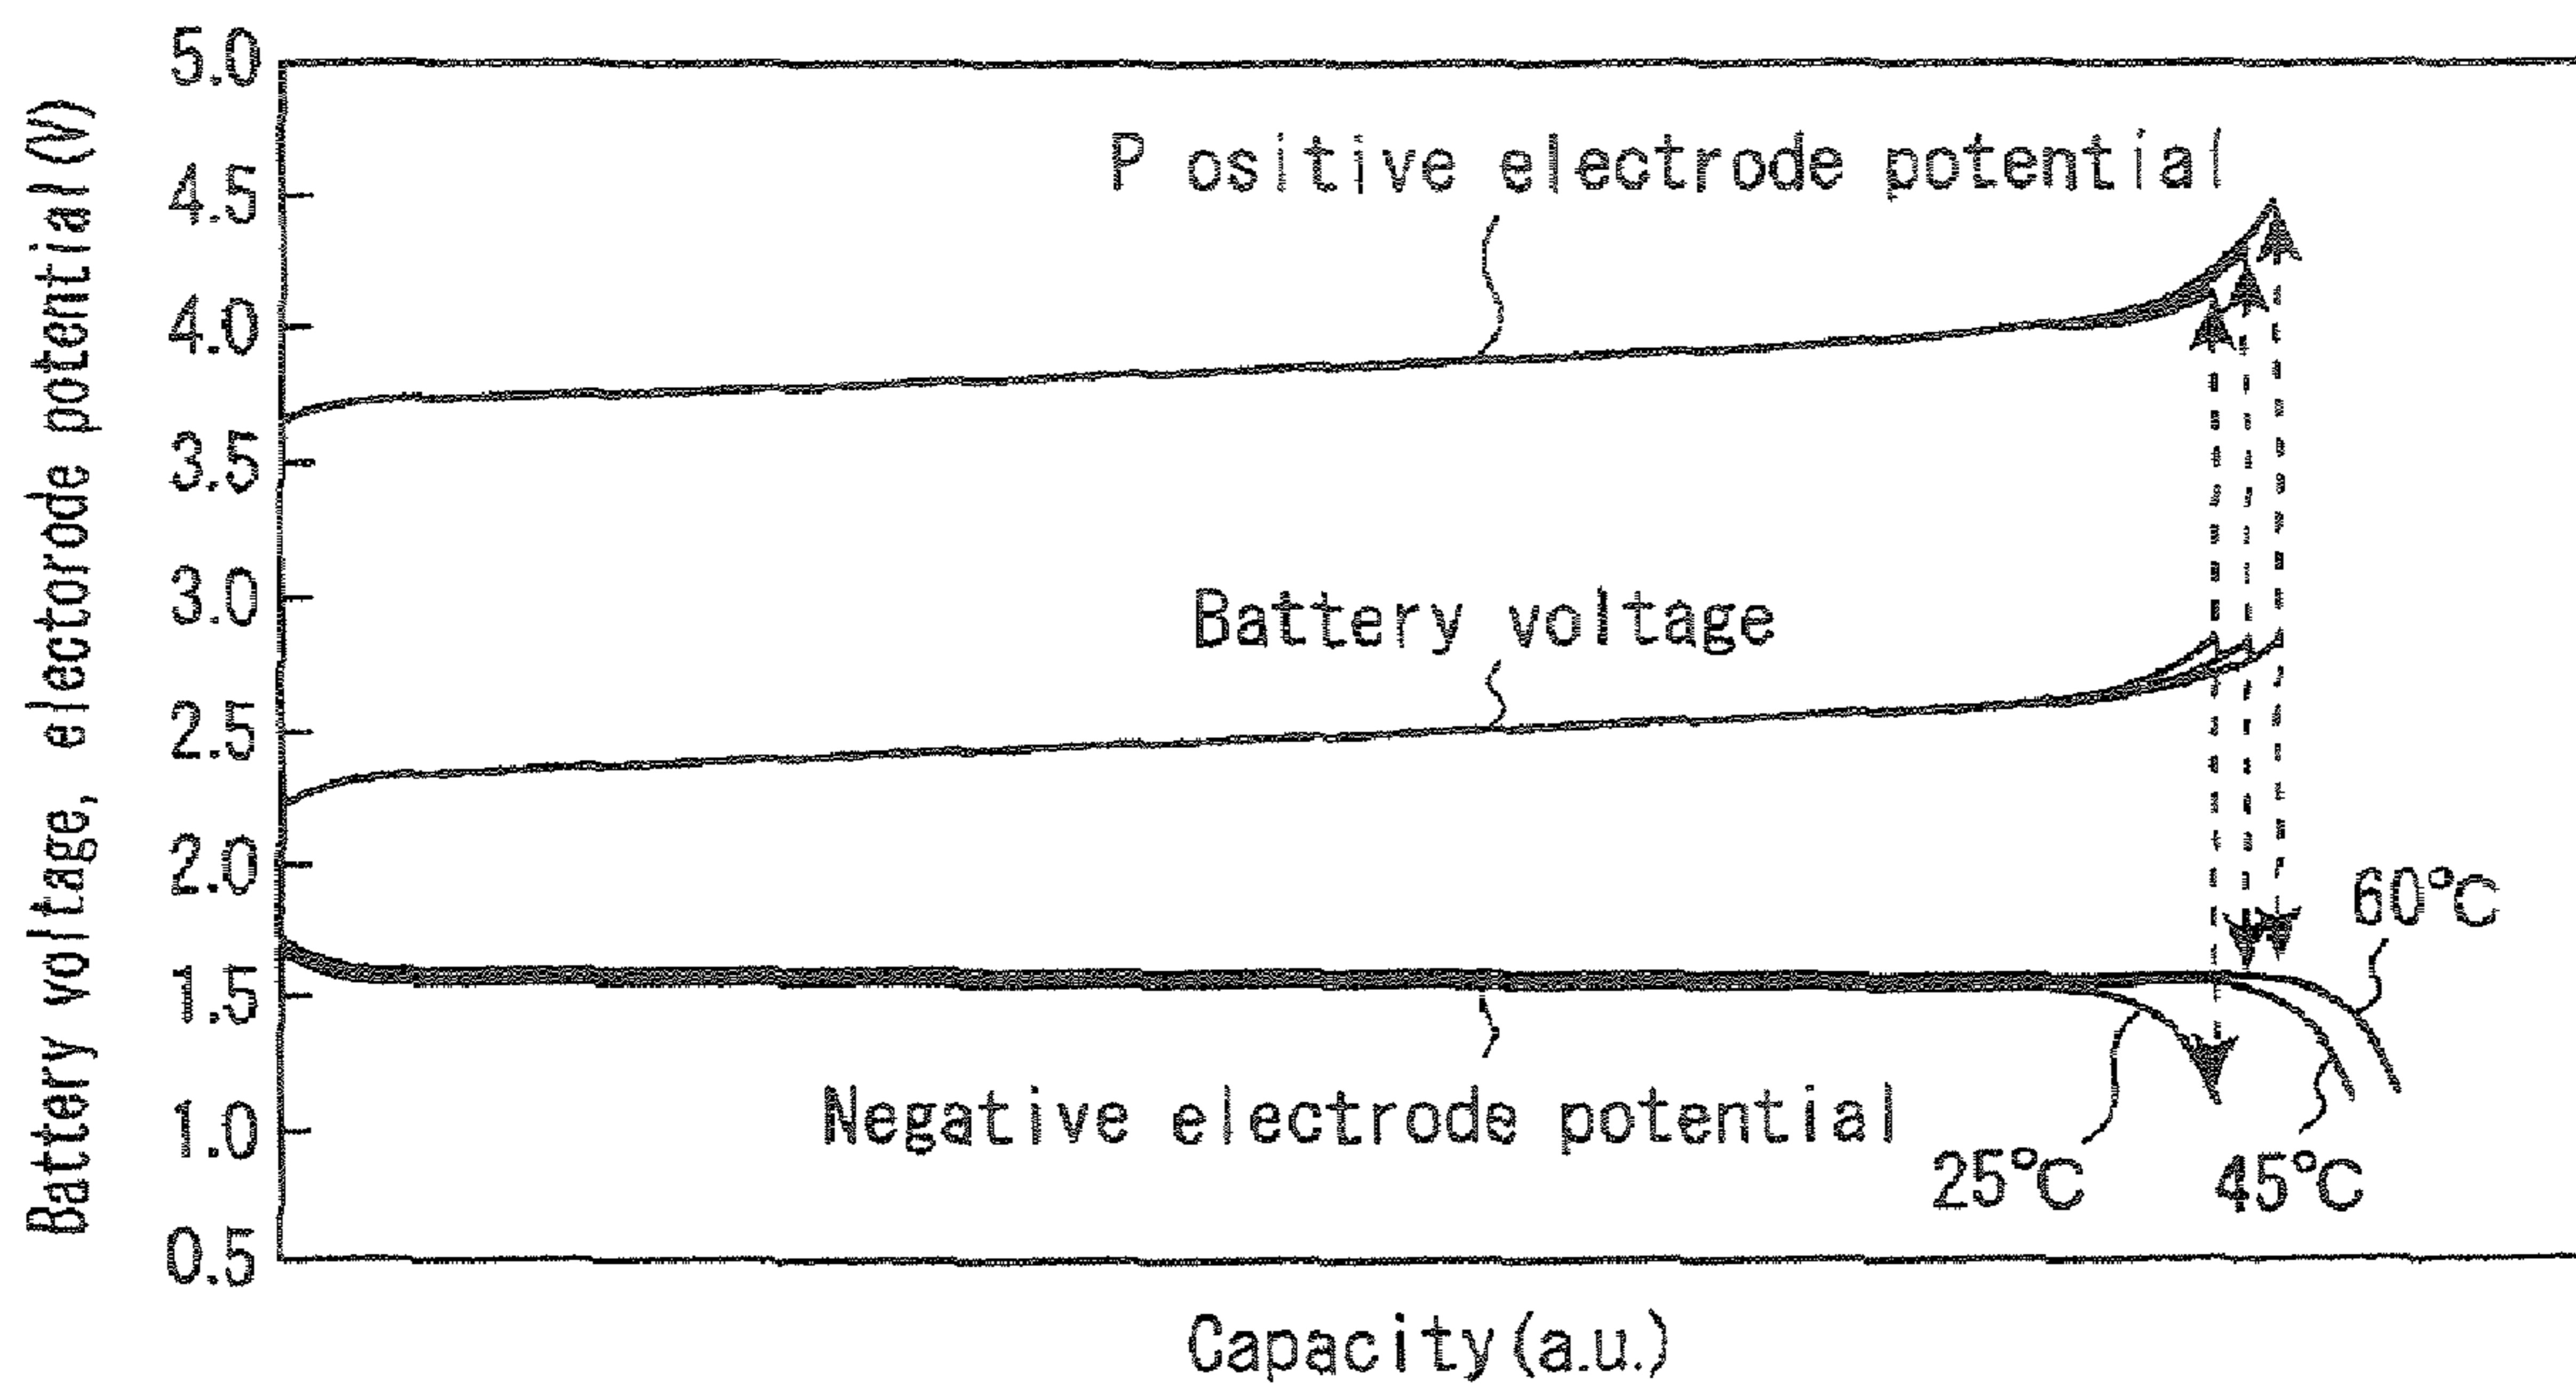 Battery voltage, electorode potential (V)
5.0
4.5
4.0
3.5
3.0
2.5
2.0
1.5
1.0
0.5
P ositive electrode potential
Battery voltage
Negative electrode potential
60°C
25°C
45°C
Capacity (a.u.)